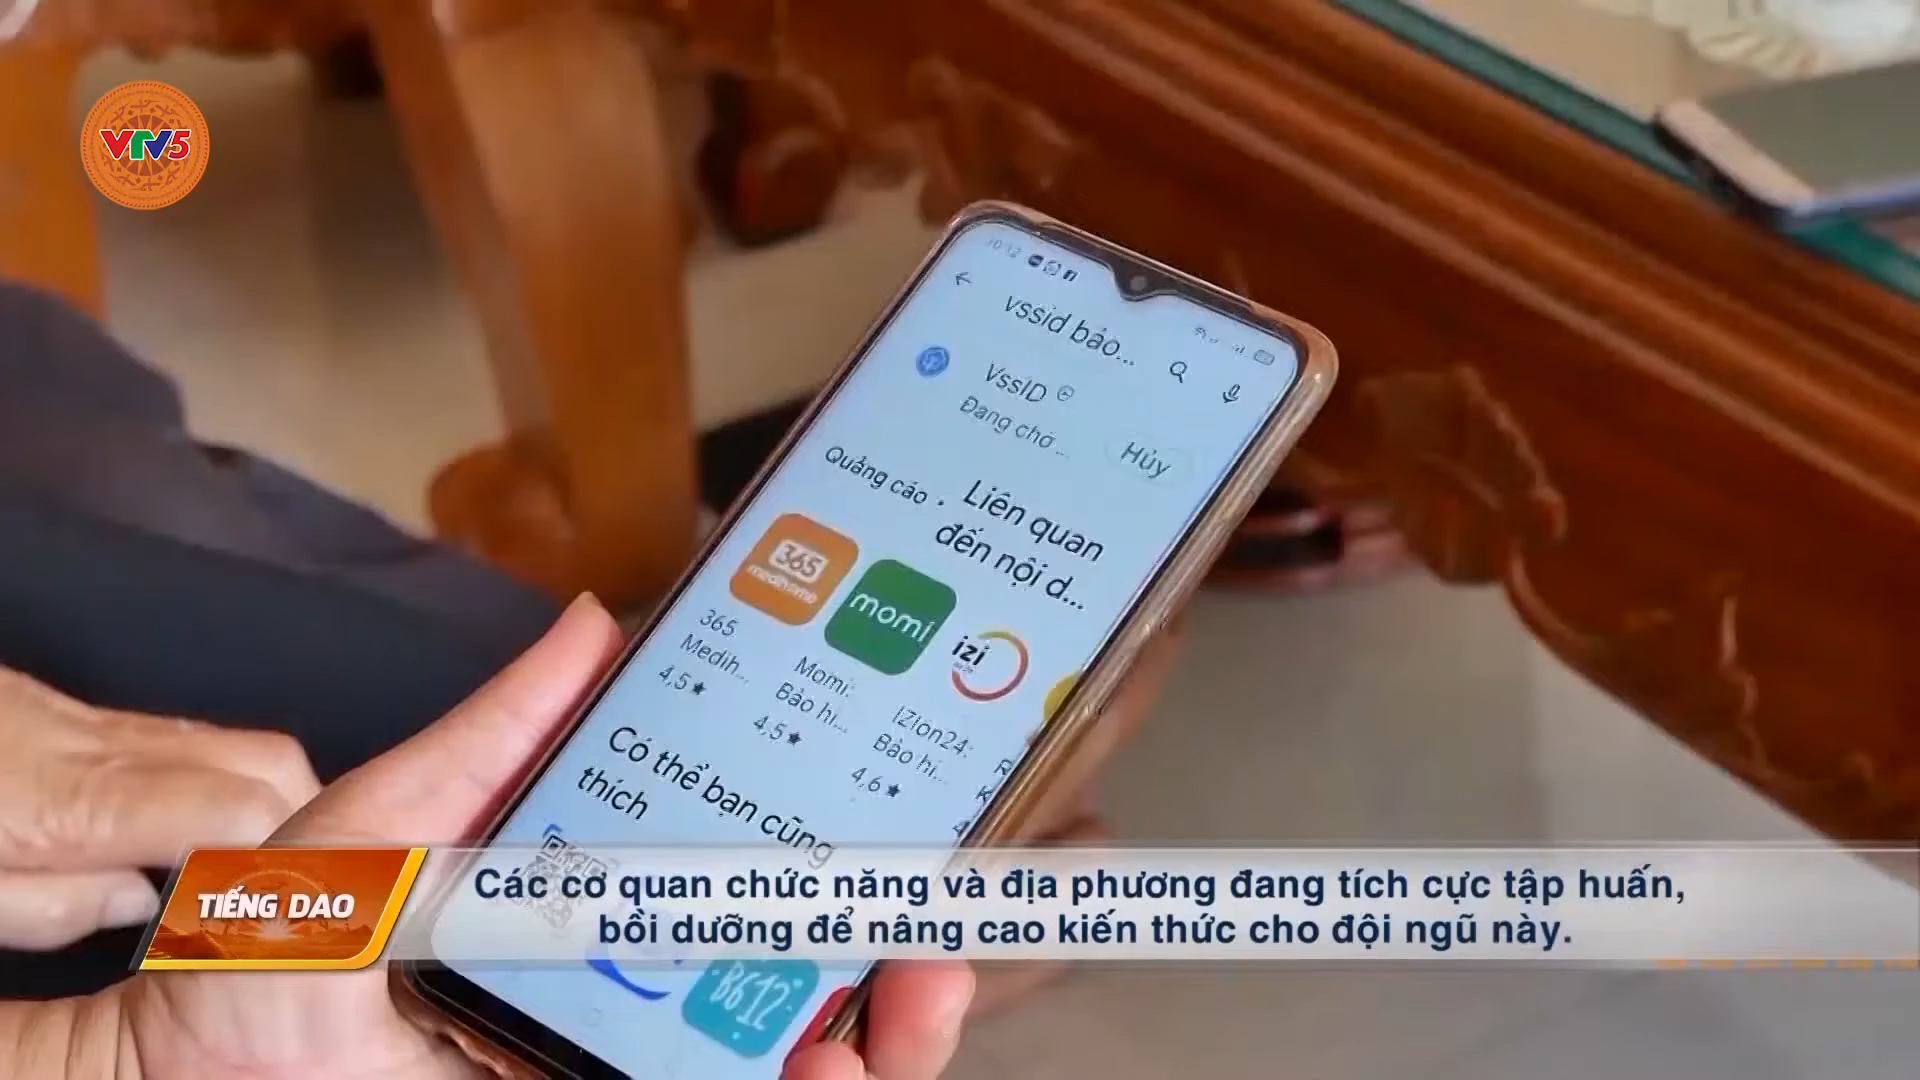 VTV5
10:12
vssid bảo...
VssID
Đang chờ ...
Hủy
Quảng cáo ·
Liên quan
đến nội d...
365
medihome
momi
izi
365
Medih...
4,5★
Momi:
Bảo hi...
4,5★
IZIon24:
Bảo hi...
4,6★
Có thể bạn cũng
thích
B612
TIẾNG DAO
Các cơ quan chức năng và địa phương đang tích cực tập huấn,
bồi dưỡng để nâng cao kiến thức cho đội ngũ này.